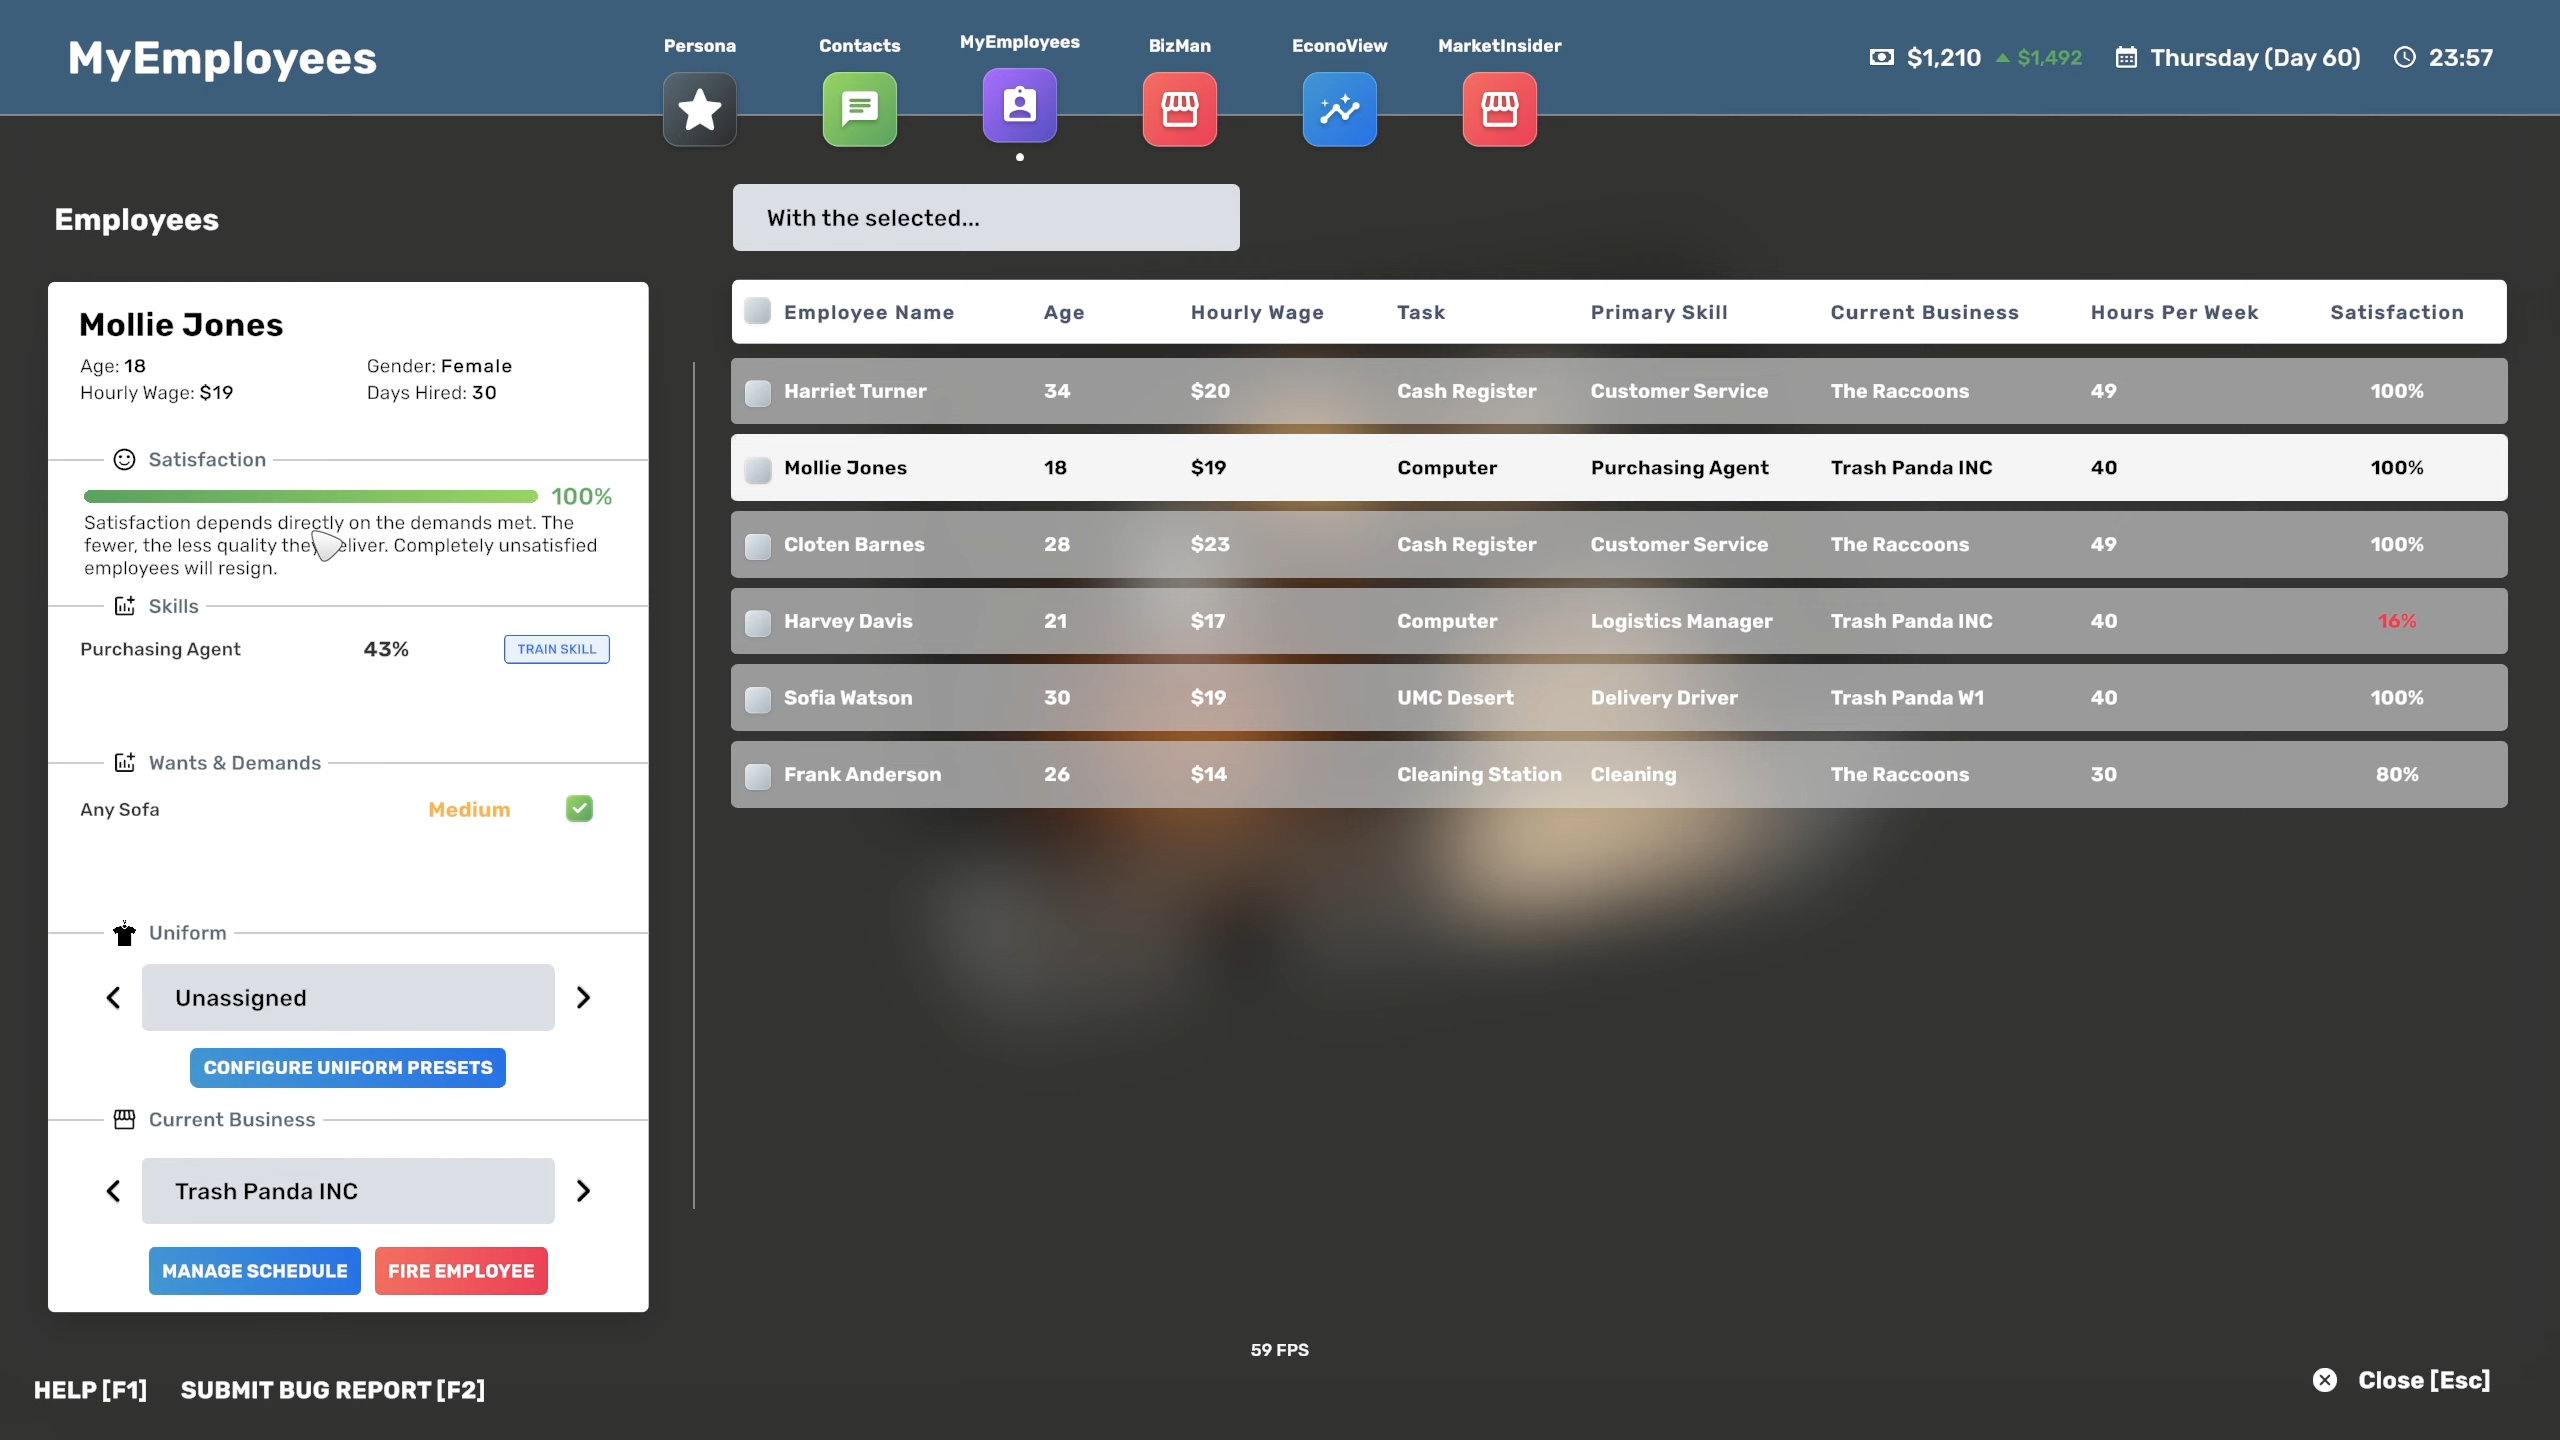 MyEmployees
Persona
Contacts
MyEmployees
BizMan
EconoView
MarketInsider
$1,210
$1,492
Thursday (Day 60)
23:57
Employees
With the selected...
Mollie Jones
Age: 18
Gender: Female
Hourly Wage: $19
Days Hired: 30
Satisfaction
100%
Satisfaction depends directly on the demands met. The
fewer, the less quality they eliver. Completely unsatisfied
employees will resign.
Skills
Purchasing Agent 43% TRAIN SKILL
Wants & Demands
Any Sofa Medium
Uniform
Unassigned
CONFIGURE UNIFORM PRESETS
Current Business
Trash Panda INC
MANAGE SCHEDULE
FIRE EMPLOYEE
Employee Name Age Hourly Wage Task Primary Skill Current Business Hours Per Week Satisfaction
Harriet Turner 34 $20 Cash Register Customer Service The Raccoons 49 100%
Mollie Jones 18 $19 Computer Purchasing Agent Trash Panda INC 40 100%
Cloten Barnes 28 $23 Cash Register Customer Service The Raccoons 49 100%
Harvey Davis 21 $17 Computer Logistics Manager Trash Panda INC 40 16%
Sofia Watson 30 $19 UMC Desert Delivery Driver Trash Panda W1 40 100%
Frank Anderson 26 $14 Cleaning Station Cleaning The Raccoons 30 80%
59 FPS
HELP [F1]
SUBMIT BUG REPORT [F2]
Close [Esc]